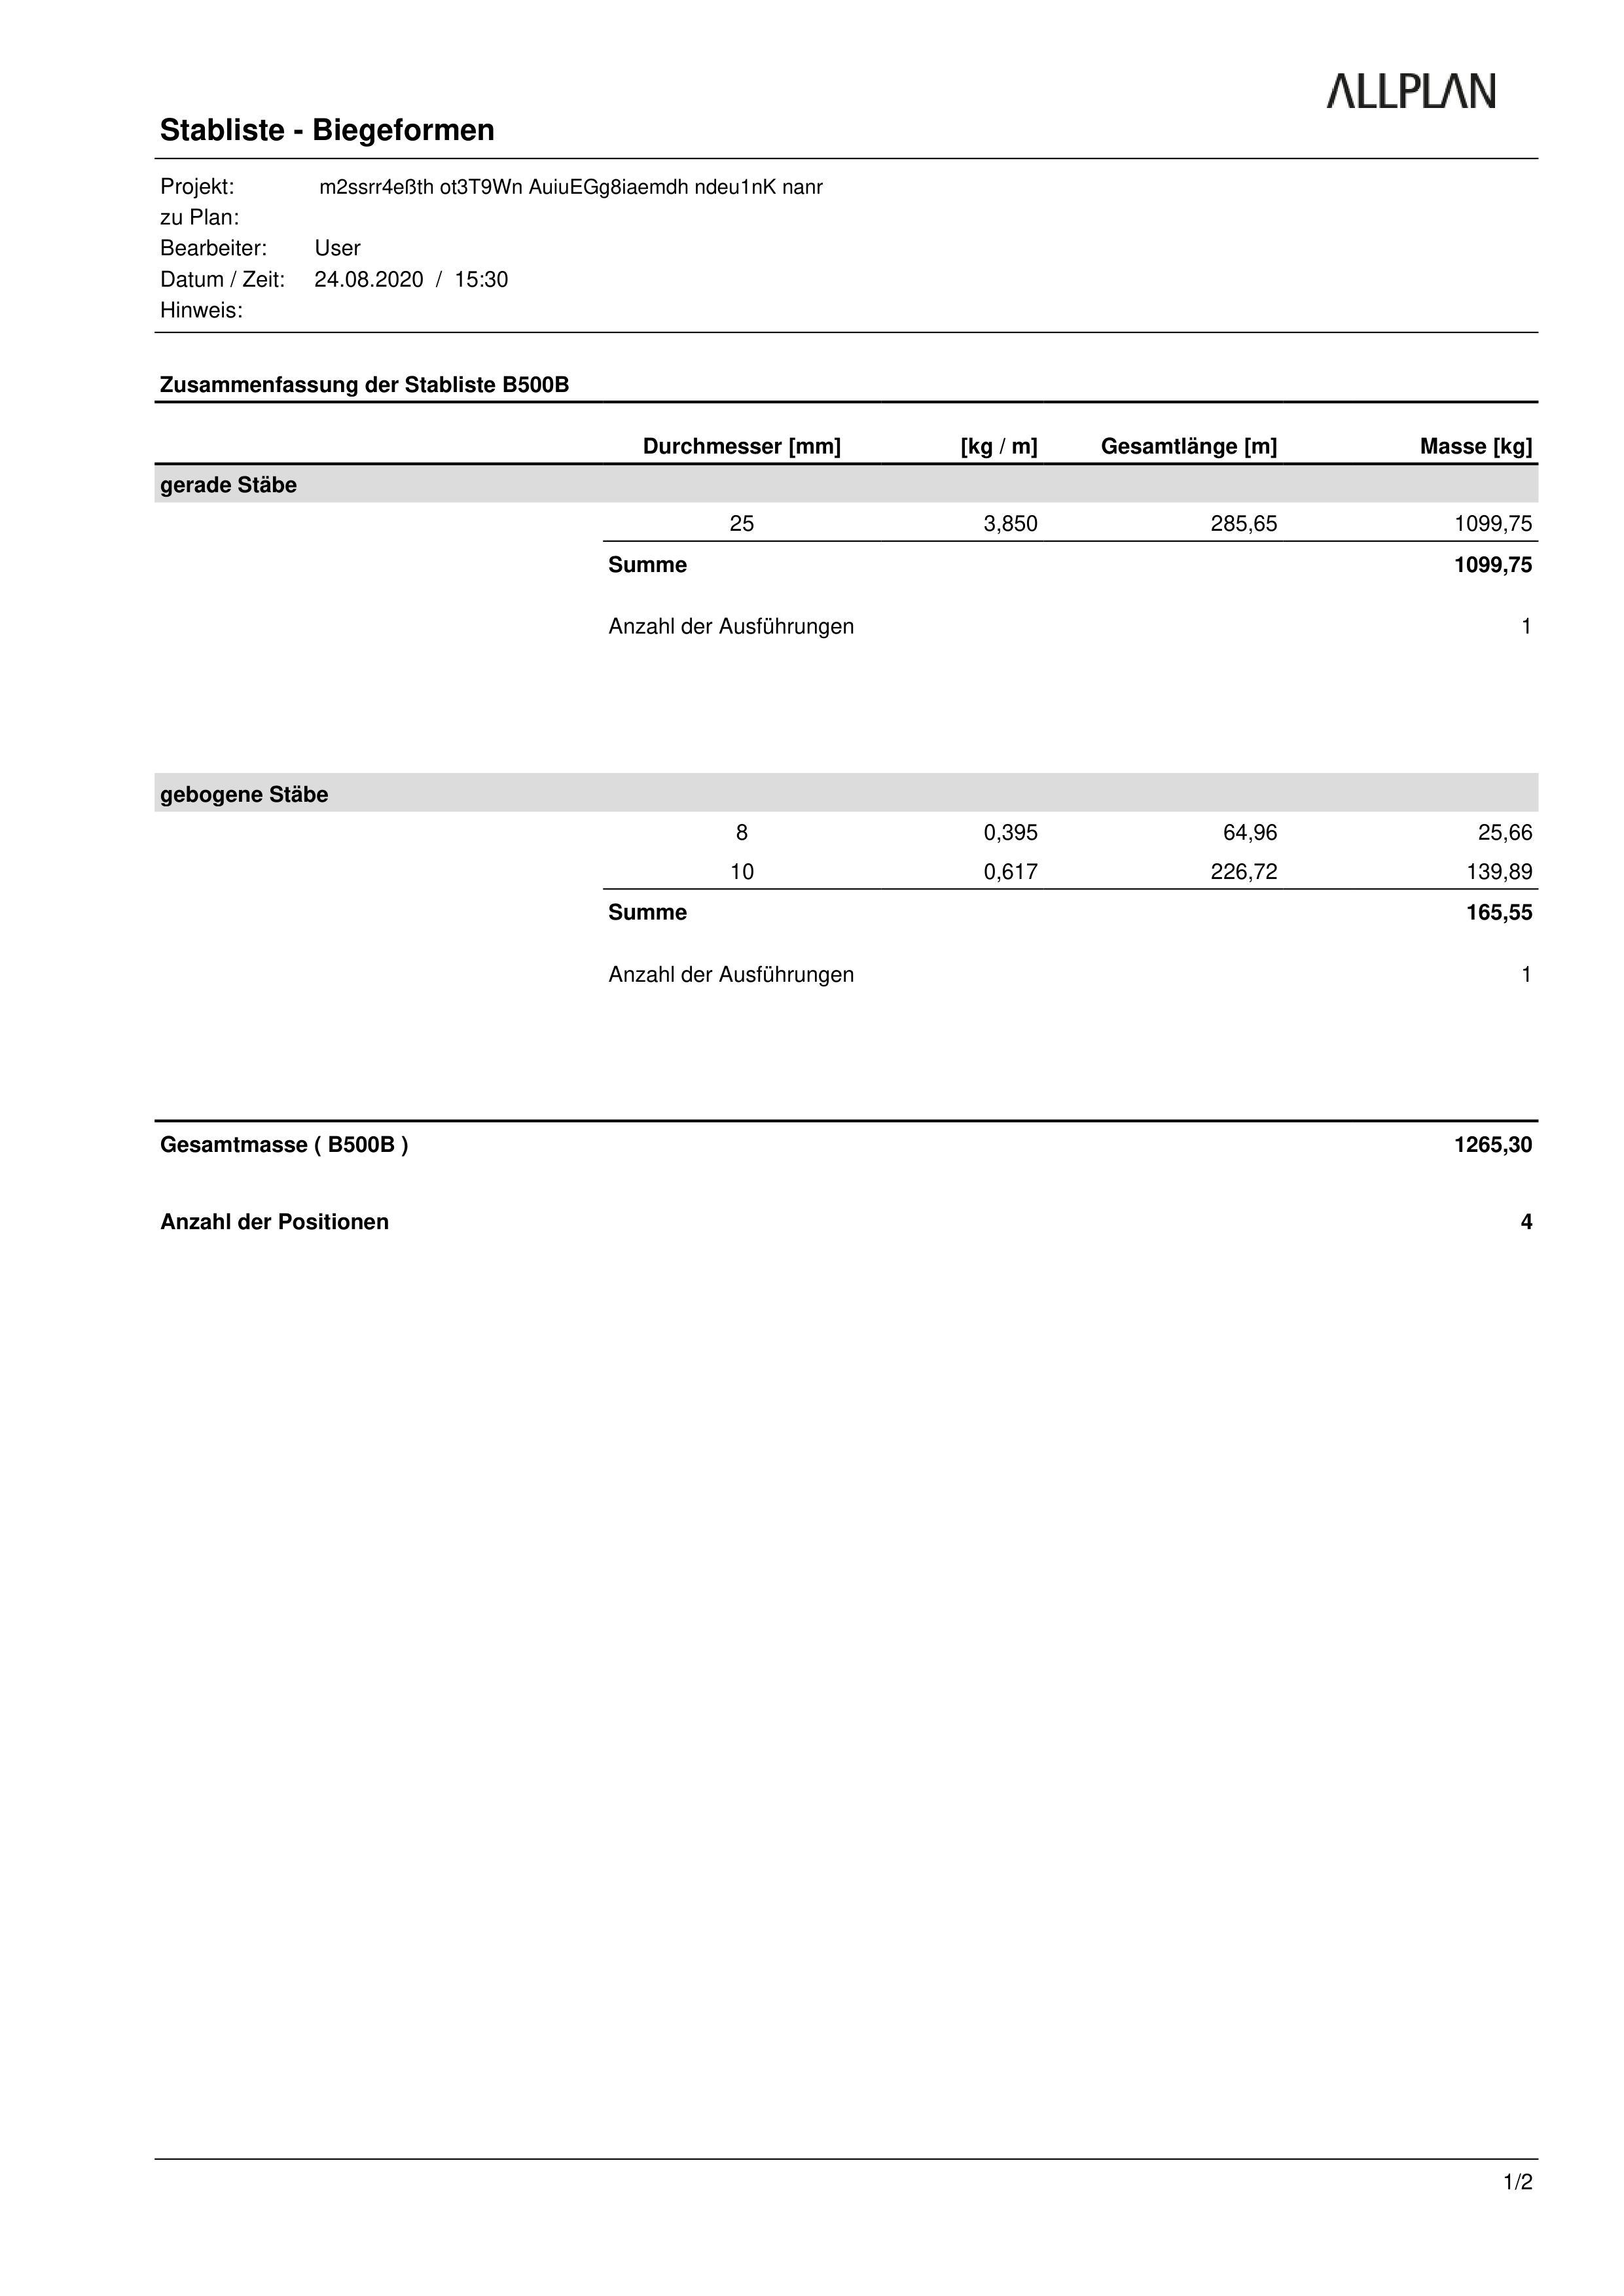 ALLPLAN
Stabliste - Biegeformen
Projekt: m2ssrr4eßth ot3T9Wn AuiuEGg8iaemdh ndeu1nK nanr
zu Plan:
Bearbeiter: User
Datum / Zeit: 24.08.2020 / 15:30
Hinweis:
Zusammenfassung der Stabliste B500B
Durchmesser [mm] [kg / m] Gesamtlänge [m] Masse [kg]
gerade Stäbe
25 3,850 285,65 1099,75
Summe 1099,75
Anzahl der Ausführungen 1
gebogene Stäbe
8 0,395 64,96 25,66
10 0,617 226,72 139,89
Summe 165,55
Anzahl der Ausführungen 1
Gesamtmasse ( B500B ) 1265,30
Anzahl der Positionen 4
1/2